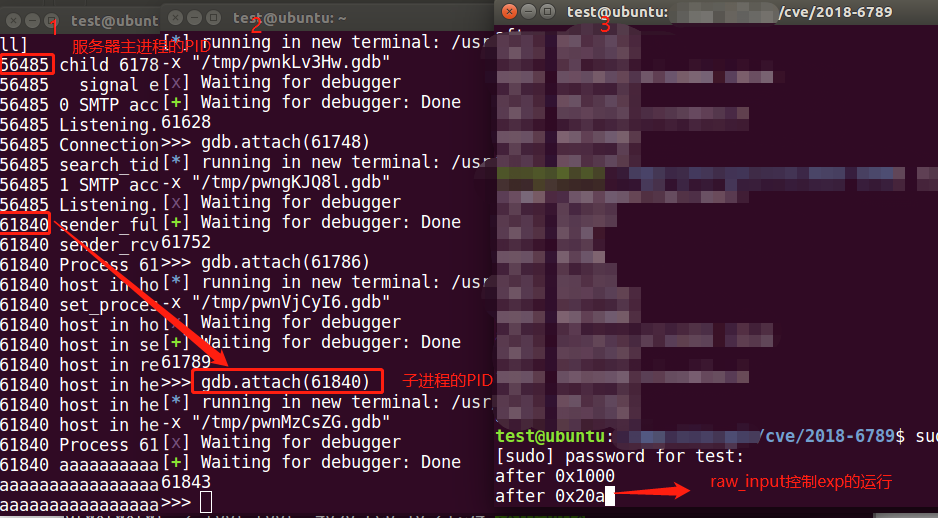 test@ubuntu
1
服务器主进程的PID
ll]
56485 child 6178
56485 signal e
56485 0 SMTP acc
56485 Listening.
56485 Connection
56485 search_tid
56485 1 SMTP acc
56485 Listening.
61840 sender_ful
61840 sender_rcv
61840 Process 61
61840 host in ho
61840 set_proces
61840 host in ho
61840 host in se
61840 host in re
61840 host in he
61840 host in he
61840 host in he
61840 Process 61
61840 aaaaaaaaaa
aaaaaaaaaaaaaaaa
aaaaaaaaaaaaaaaa
test@ubuntu: ~
2
[*] running in new terminal: /usr
-x "/tmp/pwnkLv3Hw.gdb"
[x] Waiting for debugger
[+] Waiting for debugger: Done
61628
>>> gdb.attach(61748)
[*] running in new terminal: /usr
-x "/tmp/pwngKJQ8l.gdb"
[x] Waiting for debugger
[+] Waiting for debugger: Done
61752
>>> gdb.attach(61786)
[*] running in new terminal: /usr
-x "/tmp/pwnVjCyI6.gdb"
[x] Waiting for debugger
[+] Waiting for debugger: Done
61789
>>> gdb.attach(61840)
子进程的PID
[*] running in new terminal: /usr
-x "/tmp/pwnMzCsZG.gdb"
[x] Waiting for debugger
[+] Waiting for debugger: Done
61843
>>>
test@ubuntu: /cve/2018-6789
3
test@ubuntu: /cve/2018-6789$ sud
[sudo] password for test:
after 0x1000
after 0x20a
raw_input控制exp的运行